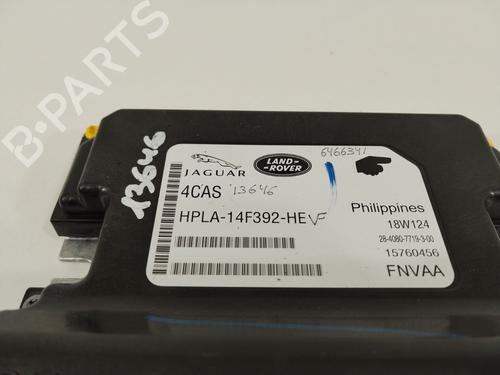 B-PARTS
13646
JAGUAR
LAND-
ROVER
6466341
4CAS 13646
HPLA-14F392-HE VF
Philippines
18W124
28-4080-7719-3-00
15760456
FNVAA